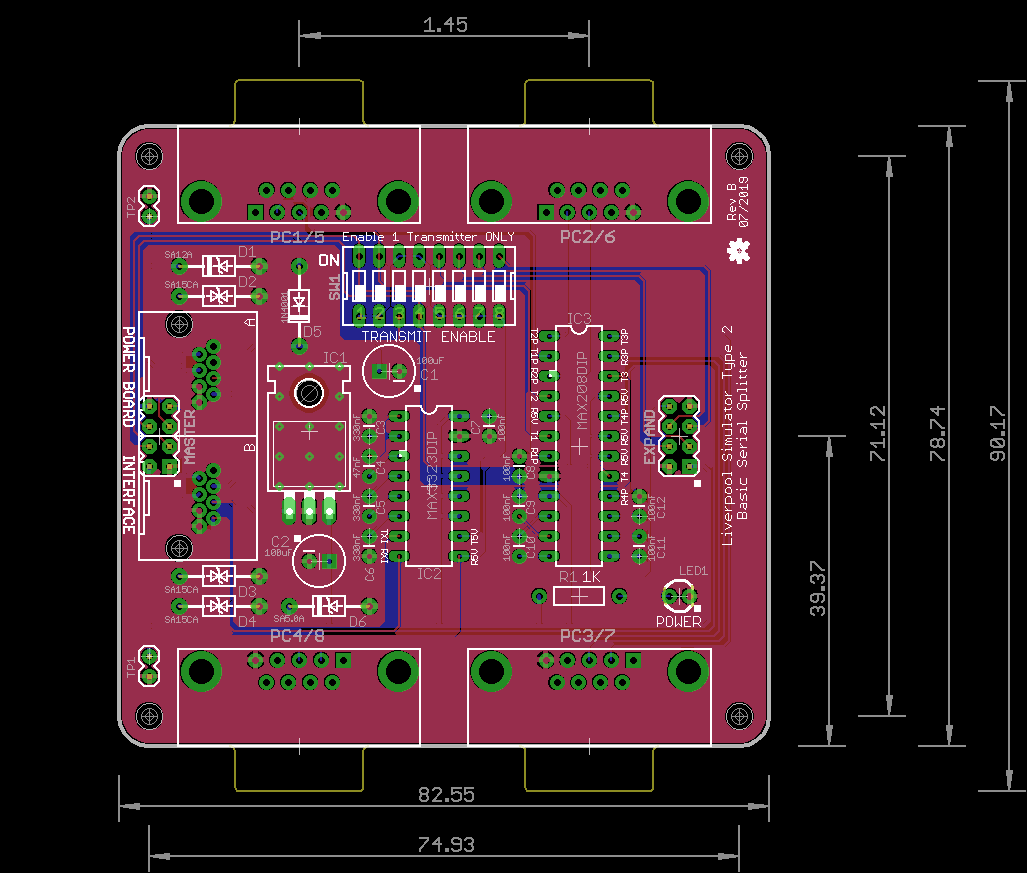 1.45
TP2
Rev B
07/2019
PC1/5
Enable 1 Transmitter ONLY
PC2/6
SA12A
D1
ON
SA15CA
D2
SW1
1 2 3 4 5 6 7 8
1N4001
D5
TRANSMIT ENABLE
A
IC1
100uF
C1
IC3
T2P T1P R2P T2 R5V T1 R1P
T3P R3P T3 R5V T4P R5V R5V T4 R4P
MAX208DIP
POWER BOARD
MASTER
B
INTERFACE
330nF
C3
47nF
C4
330nF
C5
C7
100nF
MAX3323DIP
100nF
C8
100nF
C9
100nF
C10
EXPAND
100nF
C12
100nF
C11
Liverpool Simulator Type 2
Basic Serial Splitter
C2
100uF
TX1
RX1
T5V
R5V
330nF
C6
IC2
SA15CA
D3
SA15CA
D4
SA5.0A
D6
R1 1K
LED1
POWER
TP1
PC4/8
PC3/7
82.55
74.93
39.37
71.12
78.74
90.17